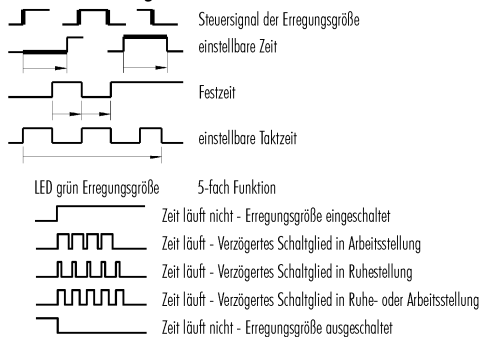 Steuersignal der Erregungsgröße
einstellbare Zeit
Festzeit
einstellbare Taktzeit
LED grün Erregungsgröße 5-fach Funktion
Zeit läuft nicht - Erregungsgröße eingeschaltet
Zeit läuft - Verzögertes Schaltglied in Arbeitsstellung
Zeit läuft - Verzögertes Schaltglied in Ruhestellung
Zeit läuft - Verzögertes Schaltglied in Ruhe- oder Arbeitsstellung
Zeit läuft nicht - Erregungsgröße ausgeschaltet